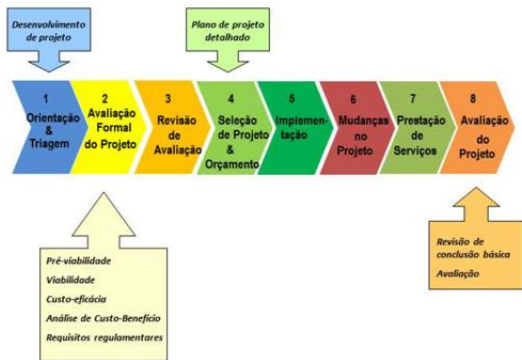 Desenvolvimento
de projeto
Plano de projeto
detalhado
1
Orientação
&
Triagem
2
Avaliação
Formal
do Projeto
3
Revisão
de
Avaliação
4
Seleção
de Projeto
&
Orçamento
5
Implemen-
tação
6
Mudanças
no
Projeto
7
Prestação
de
Serviços
8
Avaliação
do
Projeto
Pré-viabilidade
Viabilidade
Custo-eficácia
Análise de Custo-Benefício
Requisitos regulamentares
Revisão de
conclusão básica
Avaliação